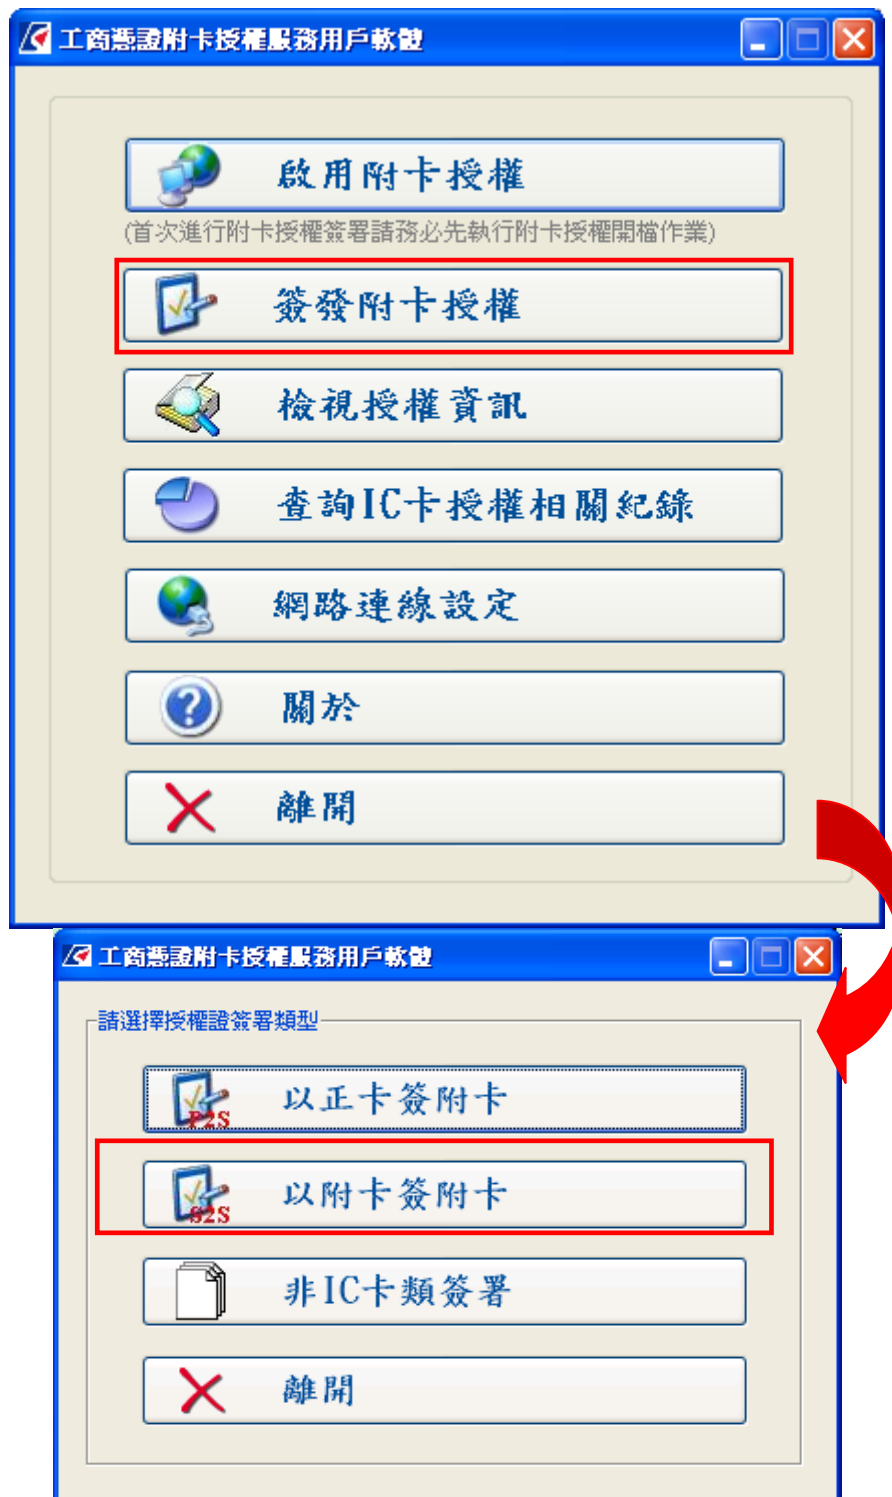 工商憑證附卡授權服務用戶軟體
啟用附卡授權
(首次進行附卡授權簽署請務必先執行附卡授權開檔作業)
簽發附卡授權
檢視授權資訊
查詢IC卡授權相關紀錄
網路連線設定
關於
離開
工商憑證附卡授權服務用戶軟體
請選擇授權證簽署類型
以正卡簽附卡
P2S
以附卡簽附卡
S2S
非IC卡類簽署
離開